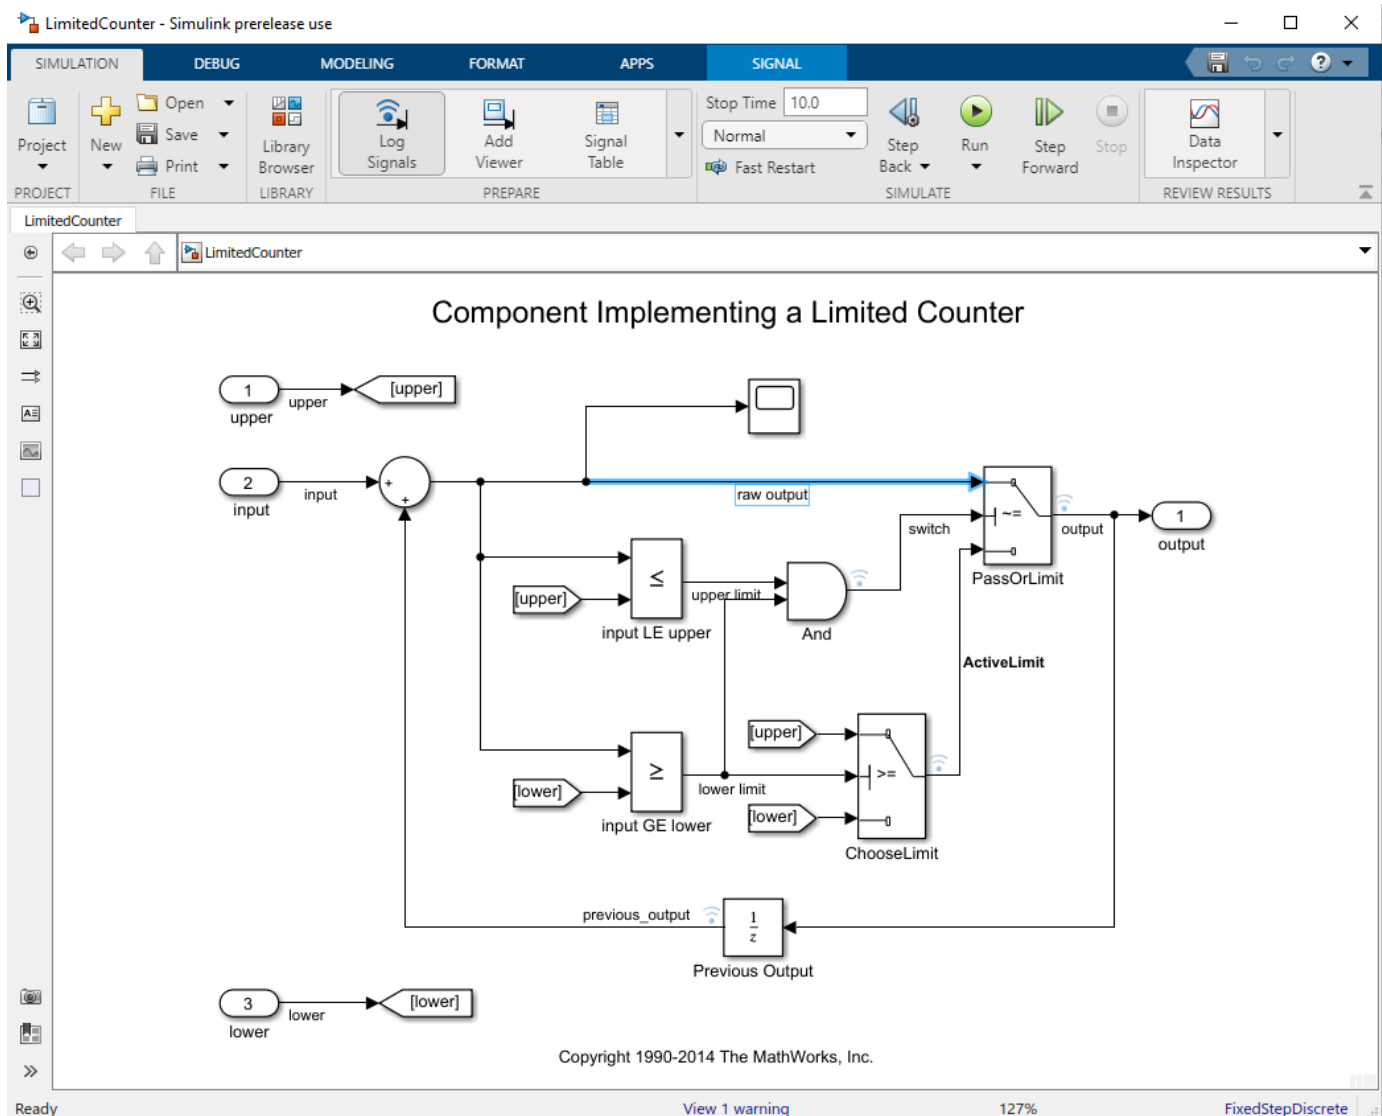 LimitedCounter - Simulink prerelease use
SIMULATION DEBUG MODELING FORMAT APPS SIGNAL
Project
New
Open
Save
Print
Library
Browser
Log
Signals
Add
Viewer
Signal
Table
Stop Time 10.0
Normal
Fast Restart
Step
Back
Run
Step
Forward
Stop
Data
Inspector
PROJECT FILE LIBRARY PREPARE SIMULATE REVIEW RESULTS
LimitedCounter
LimitedCounter
Component Implementing a Limited Counter
1
upper
upper
[upper]
2
input
input
+
+
raw output
~=
PassOrLimit
switch
output
1
output
[upper]
≤
input LE upper
upper limit
And
ActiveLimit
[lower]
≥
input GE lower
lower limit
[upper]
>=
[lower]
ChooseLimit
previous_output
1
z
Previous Output
3
lower
lower
[lower]
Copyright 1990-2014 The MathWorks, Inc.
Ready View 1 warning 127% FixedStepDiscrete